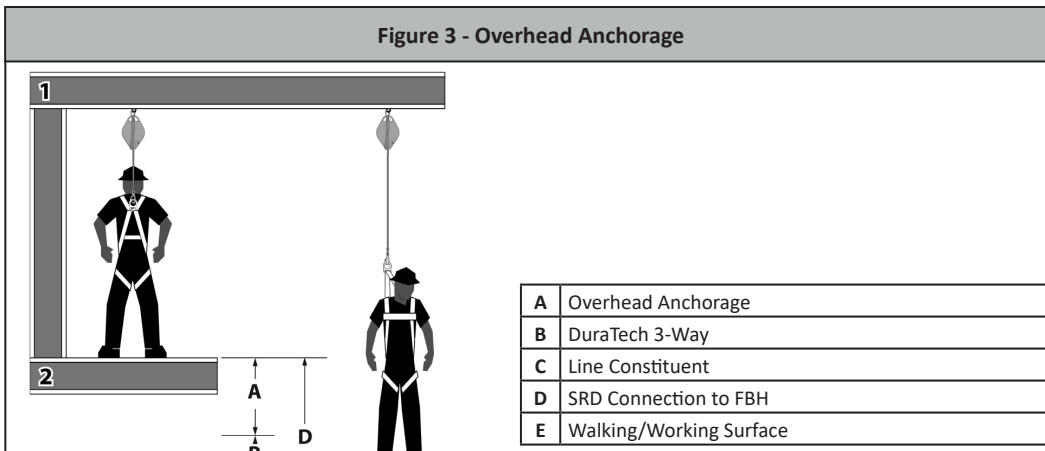 Figure 3 - Overhead Anchorage
1
2
A
D
A Overhead Anchorage
B DuraTech 3-Way
C Line Constituent
D SRD Connection to FBH
E Walking/Working Surface